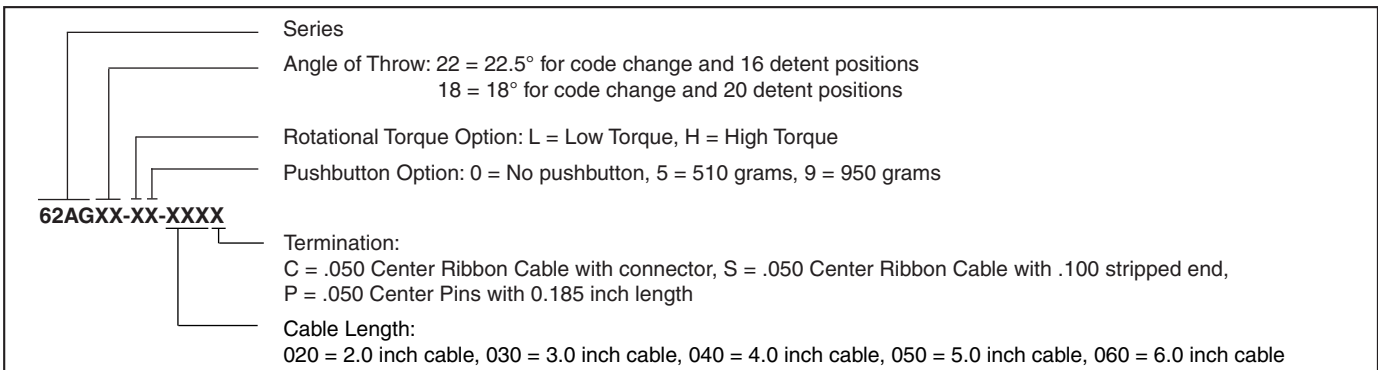 Series
Angle of Throw: 22 = 22.5° for code change and 16 detent positions
18 = 18° for code change and 20 detent positions
Rotational Torque Option: L = Low Torque, H = High Torque
Pushbutton Option: 0 = No pushbutton, 5 = 510 grams, 9 = 950 grams
62AGXX-XX-XXXX
Termination:
C = .050 Center Ribbon Cable with connector, S = .050 Center Ribbon Cable with .100 stripped end,
P = .050 Center Pins with 0.185 inch length
Cable Length:
020 = 2.0 inch cable, 030 = 3.0 inch cable, 040 = 4.0 inch cable, 050 = 5.0 inch cable, 060 = 6.0 inch cable